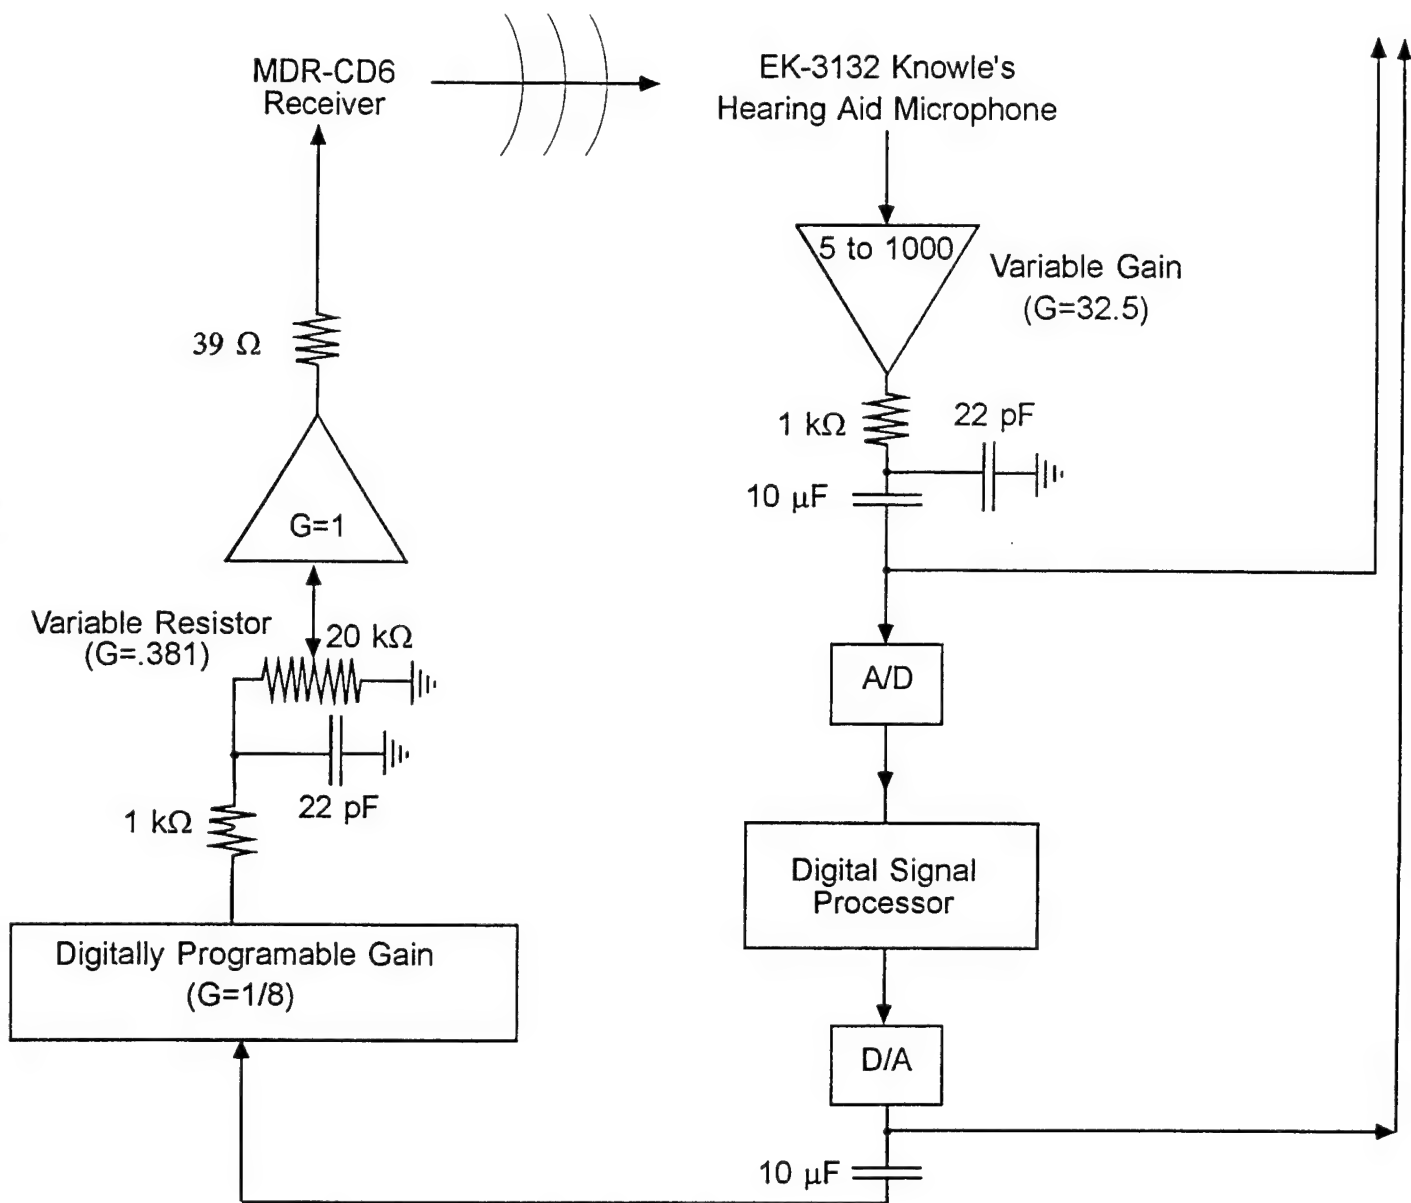 MDR-CD6
Receiver
EK-3132 Knowle's
Hearing Aid Microphone
5 to 1000
Variable Gain
(G=32.5)
39 Ω
1 kΩ
22 pF
10 μF
G=1
Variable Resistor
(G=.381)
20 kΩ
A/D
22 pF
1 kΩ
Digital Signal
Processor
Digitally Programable Gain
(G=1/8)
D/A
10 μF